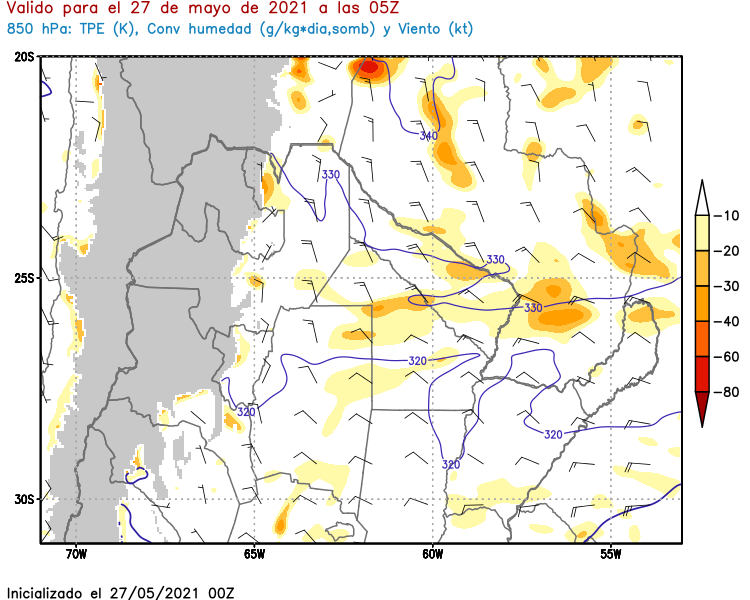 Valido para el 27 de mayo de 2021 a las 05Z
850 hPa: TPE (K), Conv humedad (g/kg*dia,somb) y Viento (kt)
20S
340
330
-10
330
25S
-20
-30
330
-40
320
-60
-80
320
320
320
30S
70W 65W 60W 55W
Inicializado el 27/05/2021 00Z